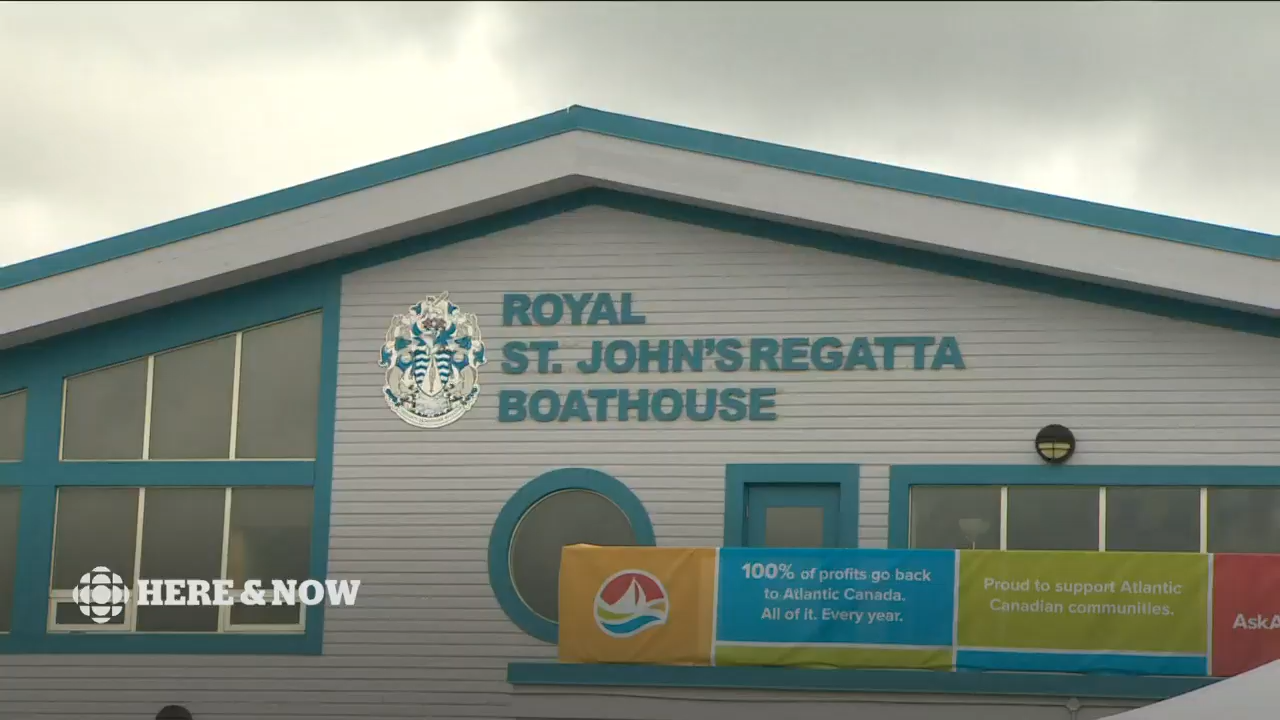 ROYAL
ST. JOHN'S REGATTA
BOATHOUSE
HERE & NOW
100% of profits go back
to Atlantic Canada.
All of it. Every year.
Proud to support Atlantic
Canadian communities.
AskA